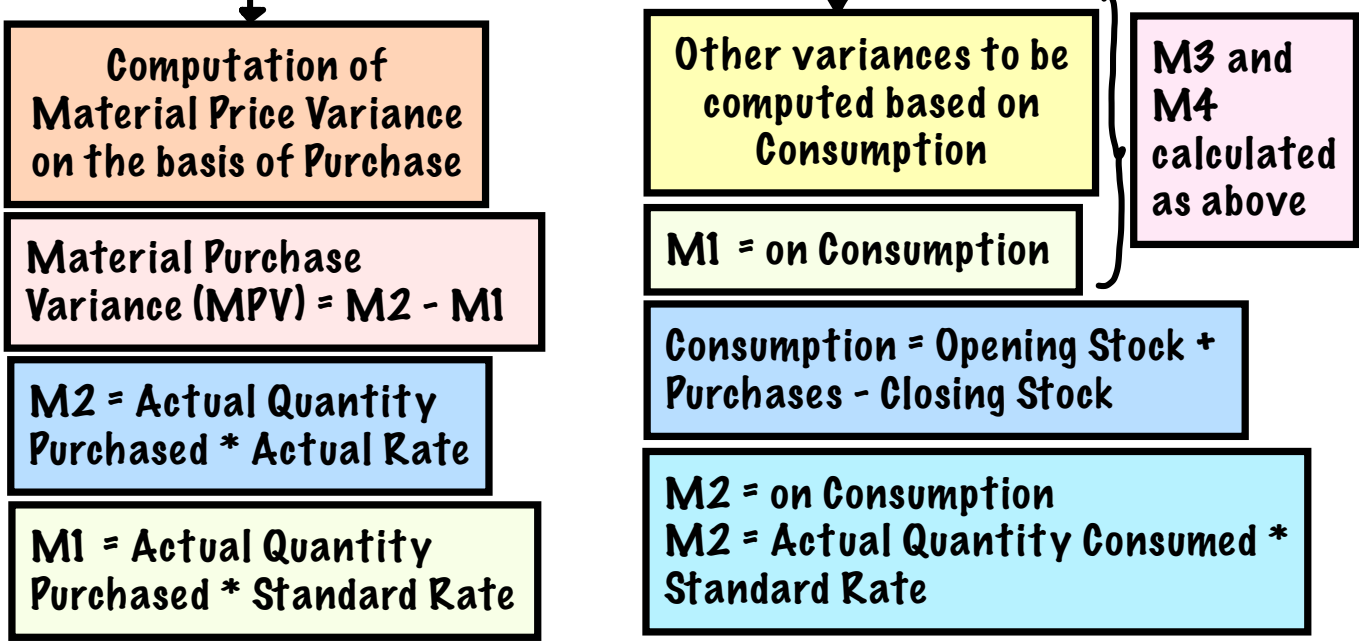 Computation of
Material Price Variance
on the basis of Purchase
Material Purchase
Variance (MPV) = M2 - M1
M2 = Actual Quantity
Purchased * Actual Rate
M1 = Actual Quantity
Purchased * Standard Rate
Other variances to be
computed based on
Consumption
M1 = on Consumption
Consumption = Opening Stock +
Purchases - Closing Stock
M2 = on Consumption
M2 = Actual Quantity Consumed *
Standard Rate
M3 and
M4
calculated
as above